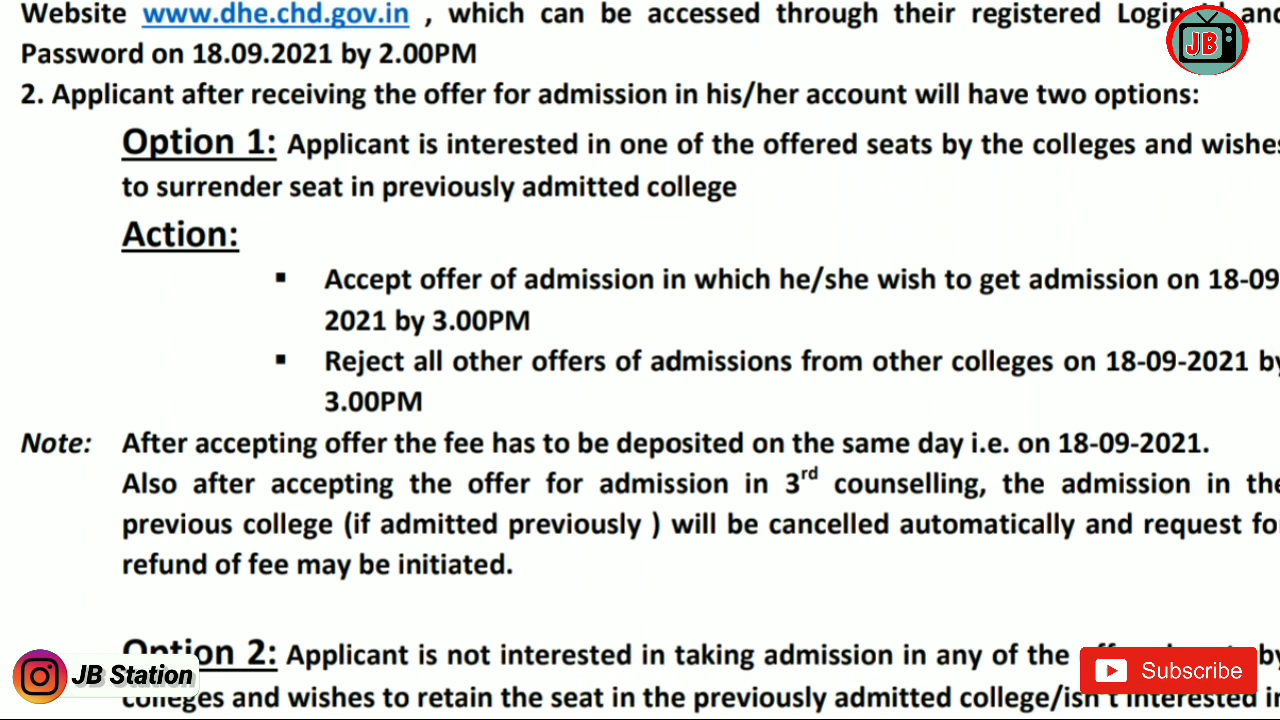 Website www.dhe.chd.gov.in , which can be accessed through their registered Login and
Password on 18.09.2021 by 2.00PM
2. Applicant after receiving the offer for admission in his/her account will have two options:
Option 1: Applicant is interested in one of the offered seats by the colleges and wishes
to surrender seat in previously admitted college
Action:
▪ Accept offer of admission in which he/she wish to get admission on 18-09
2021 by 3.00PM
▪ Reject all other offers of admissions from other colleges on 18-09-2021 by
3.00PM
Note: After accepting offer the fee has to be deposited on the same day i.e. on 18-09-2021.
Also after accepting the offer for admission in 3rd counselling, the admission in the
previous college (if admitted previously ) will be cancelled automatically and request for
refund of fee may be initiated.
Option 2: Applicant is not interested in taking admission in any of the by
colleges and wishes to retain the seat in the previously admitted college/isn't interested in
JB
JB Station
Subscribe